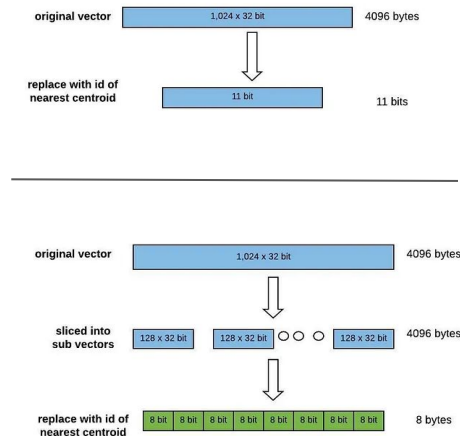 original vector
1,024 x 32 bit
4096 bytes
replace with id of
nearest centroid
11 bit
11 bits
original vector
1,024 x 32 bit
4096 bytes
sliced into
sub vectors
128 x 32 bit
128 x 32 bit
128 x 32 bit
4096 bytes
replace with id of
nearest centroid
8 bit 8 bit 8 bit 8 bit 8 bit 8 bit 8 bit 8 bit
8 bytes